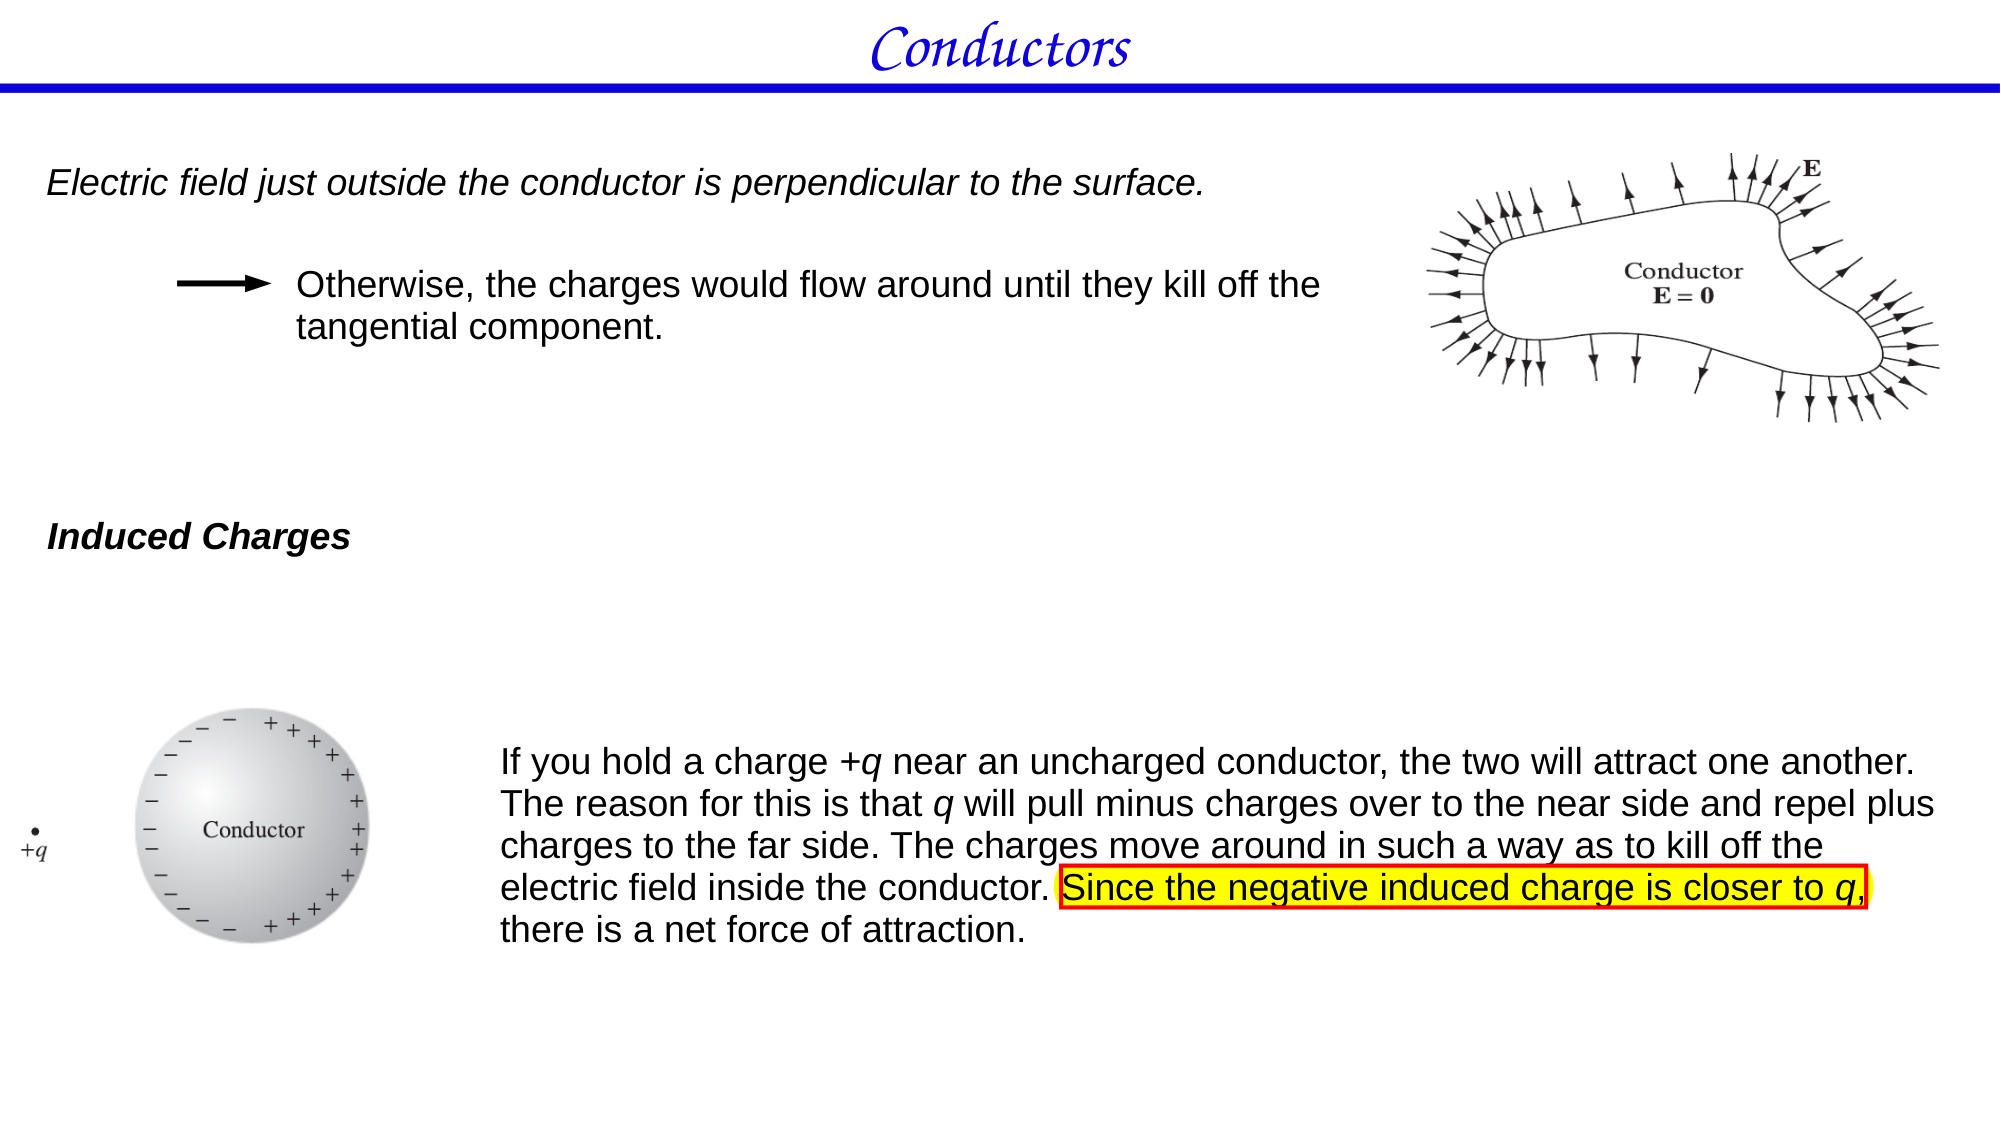 Conductors
Electric field just outside the conductor is perpendicular to the surface.
E
Otherwise, the charges would flow around until they kill off the
tangential component.
Conductor
E = 0
Induced Charges
− − − − − − − − − − − − −
+ + + + + + + + + + + + +
Conductor
+q
If you hold a charge +q near an uncharged conductor, the two will attract one another.
The reason for this is that q will pull minus charges over to the near side and repel plus
charges to the far side. The charges move around in such a way as to kill off the
electric field inside the conductor. Since the negative induced charge is closer to q,
there is a net force of attraction.